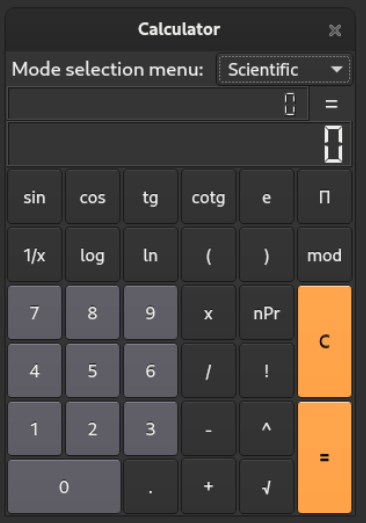 Calculator
Mode selection menu: Scientific
0 =
0
sin cos tg cotg e Π
1/x log ln ( ) mod
7 8 9 x nPr C
4 5 6 / !
1 2 3 - ^ =
0 . + √